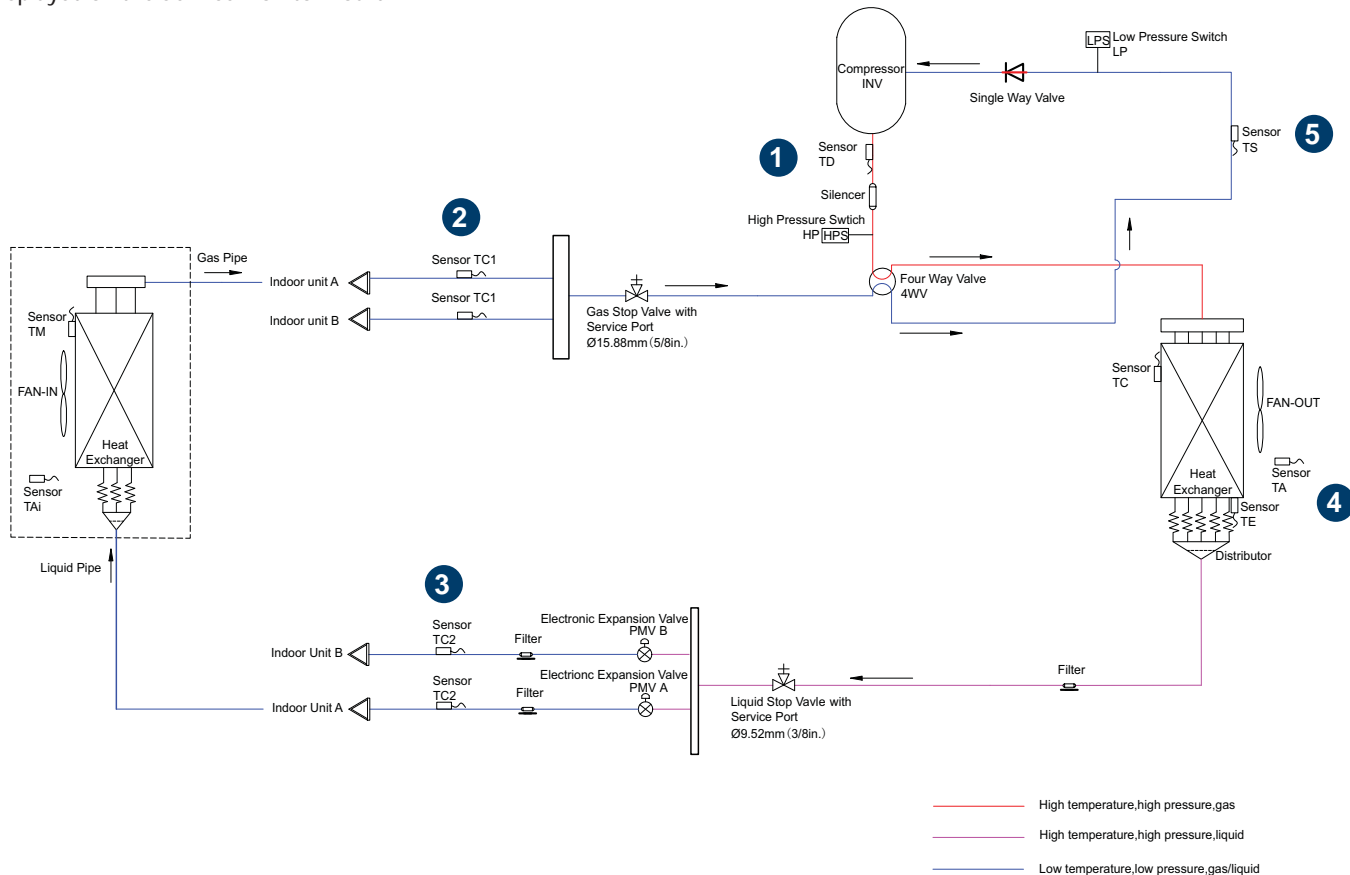 LPS
Low Pressure Switch
LP
Compressor
INV
Single Way Valve
1
Sensor
TD
Sensor
TS
5
Silencer
2
High Pressure Swtich
HP
HPS
Gas Pipe
Sensor TC1
Indoor unit A
Four Way Valve
4WV
Sensor TC1
Indoor unit B
Gas Stop Valve with
Service Port
Ø15.88mm(5/8in.)
Sensor
TM
FAN-IN
Heat
Exchanger
Sensor
TAi
Sensor
TC
FAN-OUT
Heat
Exchanger
Sensor
TA
4
Sensor
TE
Distributor
Liquid Pipe
3
Sensor
TC2
Filter
Electronic Expansion Valve
PMV B
Indoor Unit B
Sensor
TC2
Filter
Electrionc Expansion Valve
PMV A
Indoor Unit A
Filter
Liquid Stop Vavle with
Service Port
Ø9.52mm(3/8in.)
High temperature,high pressure,gas
High temperature,high pressure,liquid
Low temperature,low pressure,gas/liquid